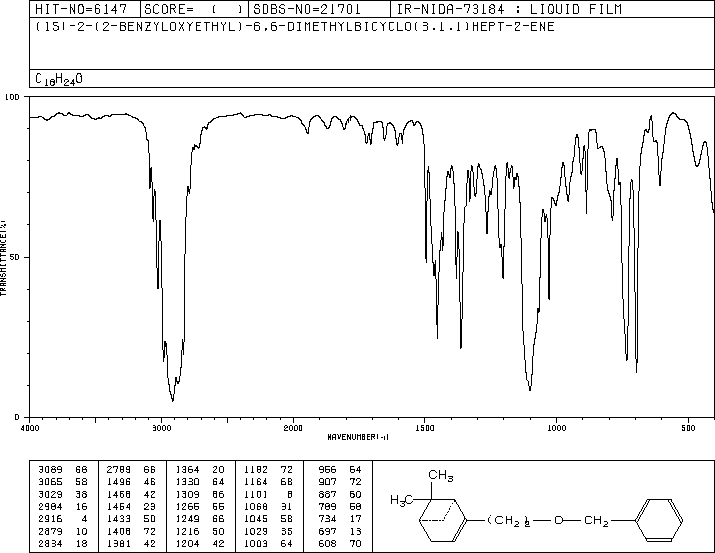 HIT-NO=6147 SCORE= ( ) SDBS-NO=21701 IR-NIDA-73184 : LIQUID FILM
(1S)-2-(2-BENZYLOXYETHYL)-6,6-DIMETHYLBICYCLO(3.1.1)HEPT-2-ENE
C18H24O
100
50
0
TRANSMITTANCE(%)
4000 3000 2000 1500 1000 500
WAVENUMBER(-1)
3089 68 2789 66 1364 20 1182 72 956 64
3065 58 1496 46 1330 64 1164 68 907 72
3029 38 1468 42 1309 66 1101 8 887 60
2984 16 1454 23 1265 55 1068 31 789 58
2916 4 1433 50 1249 66 1045 58 734 17
2879 10 1408 72 1216 50 1029 35 697 13
2834 18 1381 42 1204 42 1003 64 608 70
CH3
H3C
(CH2)2 O CH2